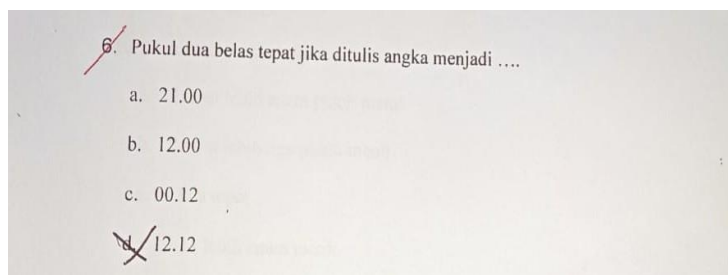 6. Pukul dua belas tepat jika ditulis angka menjadi ....
a. 21.00
b. 12.00
c. 00.12
d. 12.12